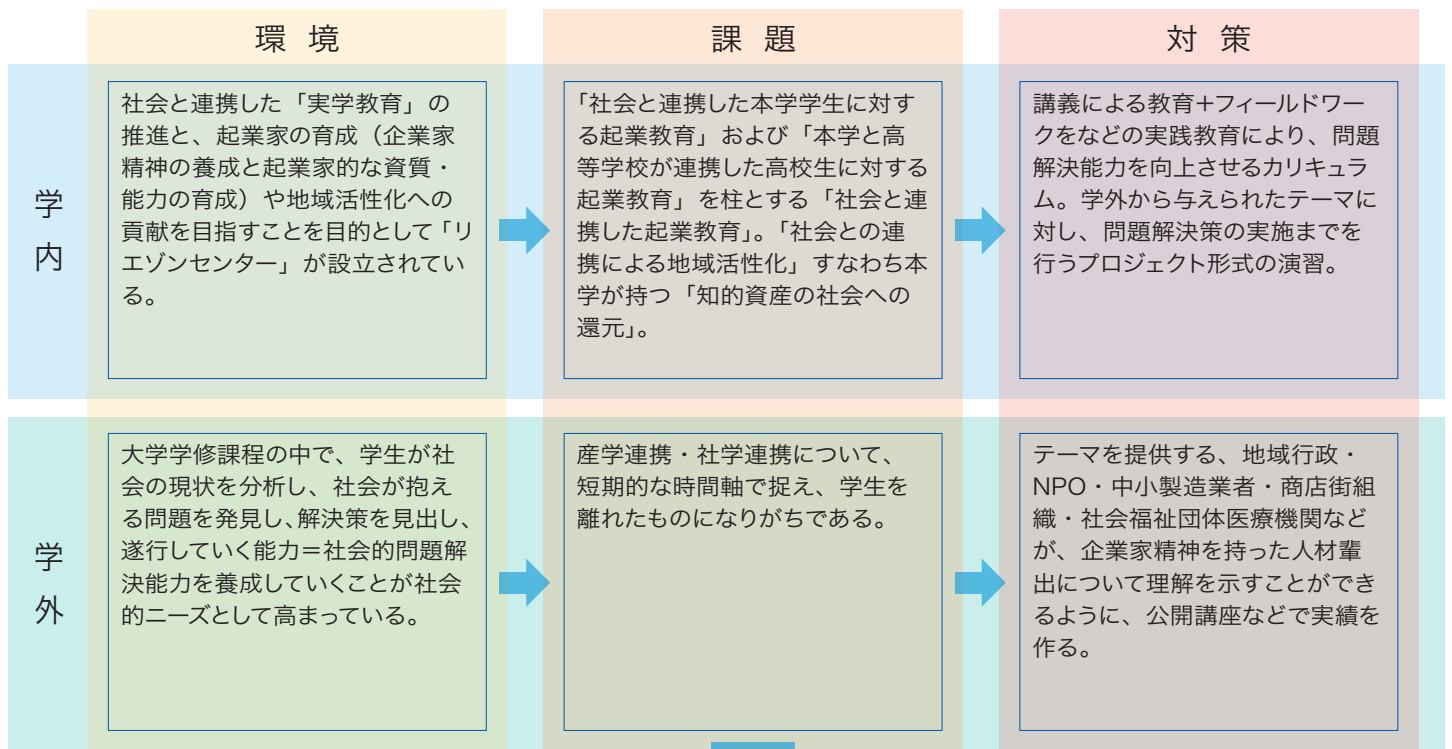 環 境
課 題
対 策
学
内
社会と連携した「実学教育」の
推進と、起業家の育成（企業家
精神の養成と起業家的な資質・
能力の育成）や地域活性化への
貢献を目指すことを目的として「リ
エゾンセンター」が設立されてい
る。
「社会と連携した本学学生に対す
る起業教育」および「本学と高
等学校が連携した高校生に対する
起業教育」を柱とする「社会と連
携した起業教育」。「社会との連
携による地域活性化」すなわち本
学が持つ「知的資産の社会への
還元」。
講義による教育+フィールドワー
クをなどの実践教育により、問題
解決能力を向上させるカリキュラ
ム。学外から与えられたテーマに
対し、問題解決策の実施までを
行うプロジェクト形式の演習。
学
外
大学学修課程の中で、学生が社
会の現状を分析し、社会が抱え
る問題を発見し、解決策を見出し、
遂行していく能力＝社会的問題解
決能力を養成していくことが社会
的ニーズとして高まっている。
産学連携・社学連携について、
短期的な時間軸で捉え、学生を
離れたものになりがちである。
テーマを提供する、地域行政・
NPO・中小製造業者・商店街組
織・社会福祉団体医療機関など
が、企業家精神を持った人材輩
出について理解を示すことができ
るように、公開講座などで実績を
作る。